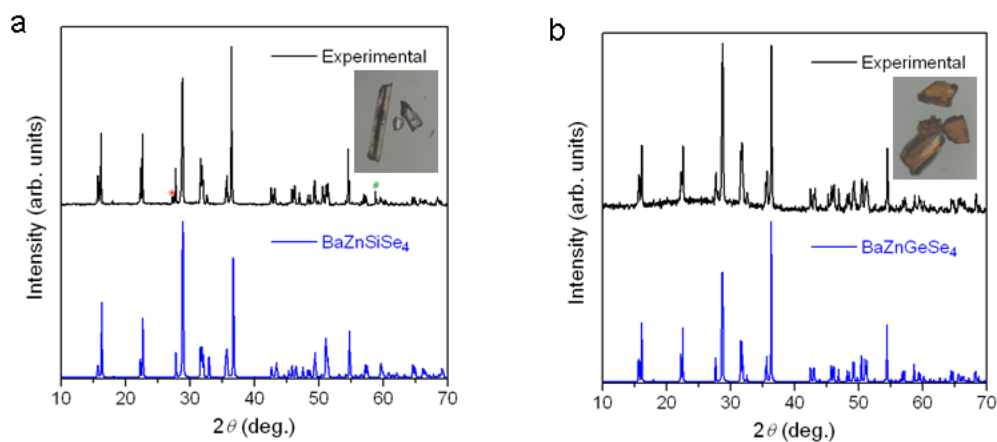 a
Experimental
*
#
BaZnSiSe₄
Intensity (arb. units)
10 20 30 40 50 60 70
2θ (deg.)
b
Experimental
BaZnGeSe₄
Intensity (arb. units)
10 20 30 40 50 60 70
2θ (deg.)